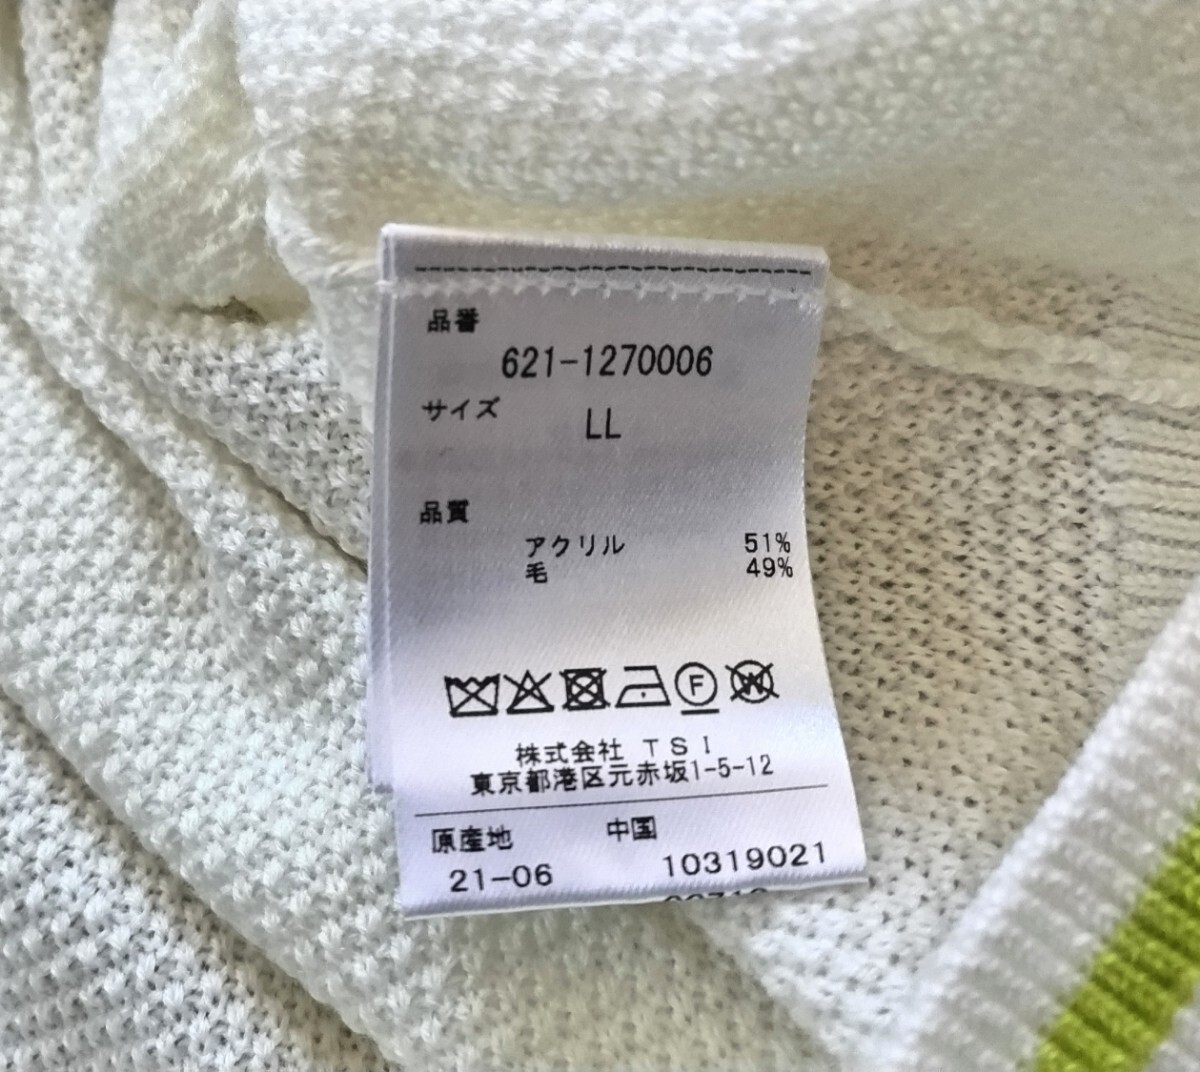 品番
621-1270006
サイズ LL
品質
アクリル 51%
毛 49%
F W
株式会社 TSI
東京都港区元赤坂1-5-12
原産地 中国
21-06 10319021